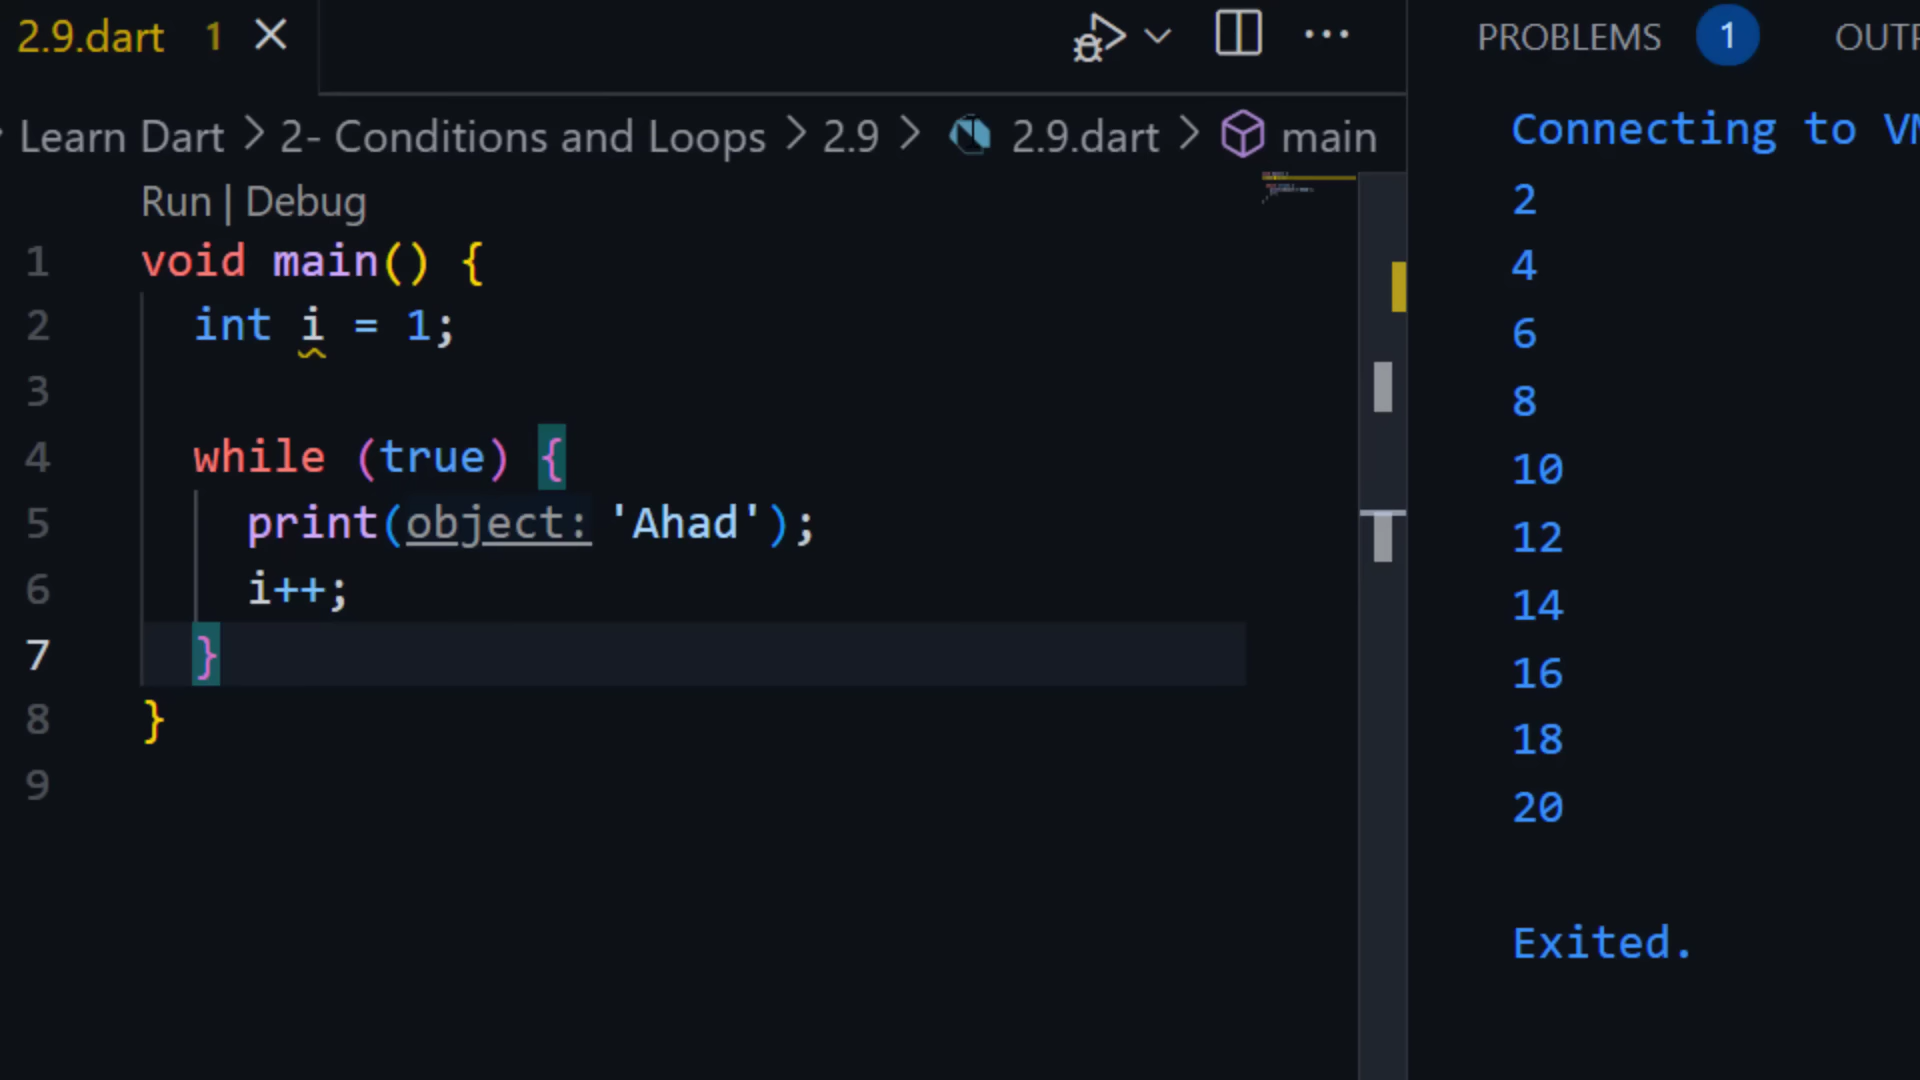 2.9.dart 1
PROBLEMS 1 OUTP
Learn Dart > 2- Conditions and Loops > 2.9 > 2.9.dart > main
Run | Debug
1 void main() {
2 int i = 1;
3
4 while (true) {
5 print(object: 'Ahad');
6 i++;
7 }
8 }
9
Connecting to VM
2
4
6
8
10
12
14
16
18
20
Exited.